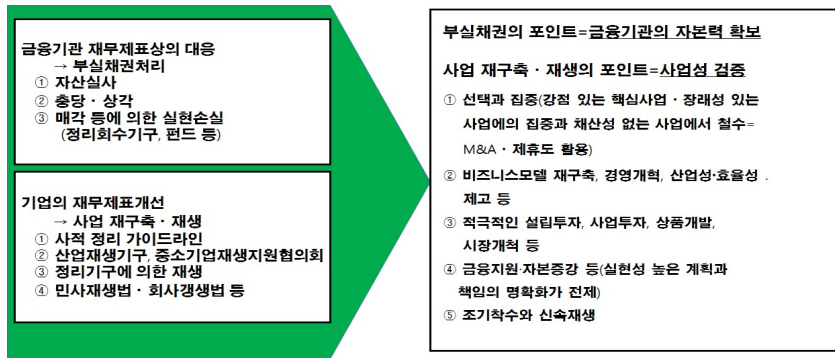 금융기관 재무제표상의 대응
→ 부실채권처리
① 자산실사
② 충당 · 상각
③ 매각 등에 의한 실현손실
(정리회수기구, 펀드 등)
기업의 재무제표개선
→ 사업 재구축 · 재생
① 사적 정리 가이드라인
② 산업재생기구, 중소기업재생지원협의회
③ 정리기구에 의한 재생
④ 민사재생법 · 회사갱생법 등
부실채권의 포인트=금융기관의 자본력 확보
사업 재구축 · 재생의 포인트=사업성 검증
① 선택과 집중(강점 있는 핵심사업 · 장래성 있는
사업에의 집중과 채산성 없는 사업에서 철수=
M&A · 제휴도 활용)
② 비즈니스모델 재구축, 경영개혁, 산업성·효율성 .
제고 등
③ 적극적인 설립투자, 사업투자, 상품개발,
시장개척 등
④ 금융지원·자본증강 등(실현성 높은 계획과
책임의 명확화가 전제)
⑤ 조기착수와 신속재생